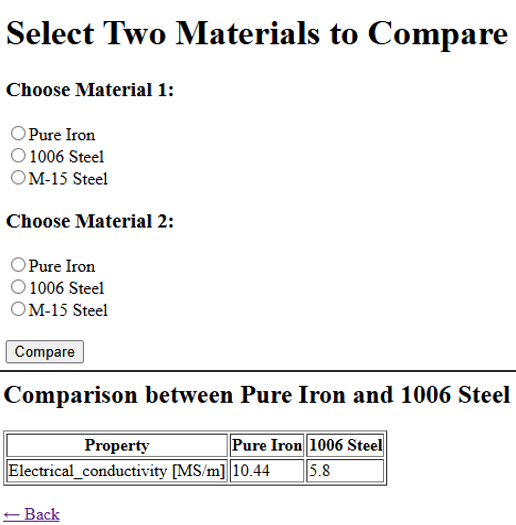 Select Two Materials to Compare
Choose Material 1:
Pure Iron
1006 Steel
M-15 Steel
Choose Material 2:
Pure Iron
1006 Steel
M-15 Steel
Compare
Comparison between Pure Iron and 1006 Steel
Property Pure Iron 1006 Steel
Electrical_conductivity [MS/m] 10.44 5.8
← Back